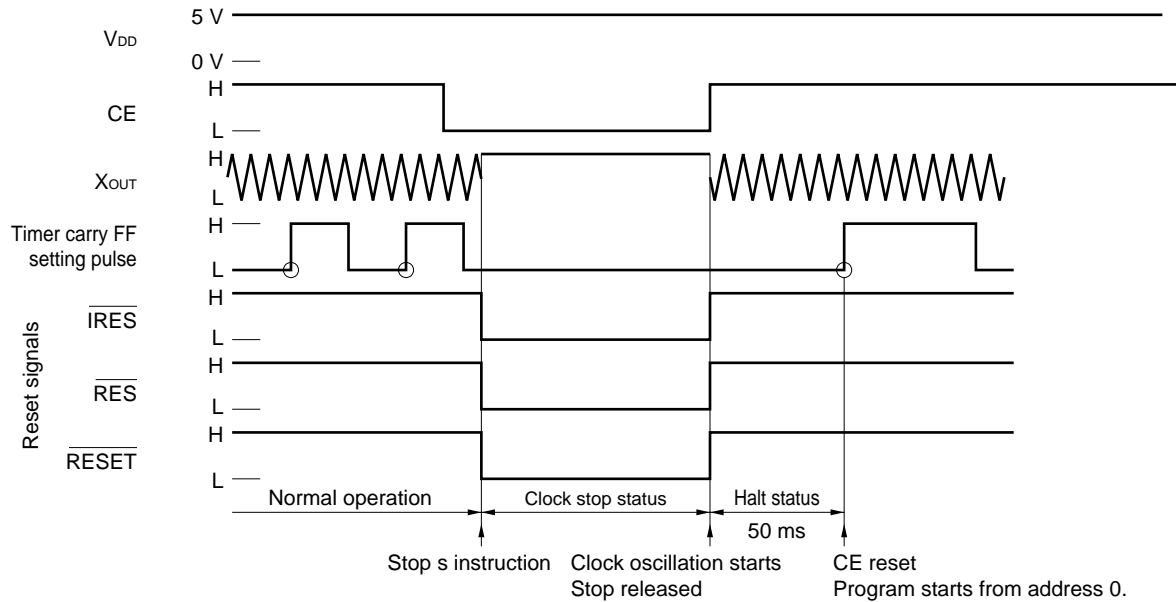 5 V
VDD
0 V
H
CE
L
H
XOUT
L
H
Timer carry FF
setting pulse
L
H
IRES
L
H
RES
L
H
RESET
L
Reset signals
Normal operation
Clock stop status
Halt status
50 ms
Stop s instruction
Clock oscillation starts
Stop released
CE reset
Program starts from address 0.